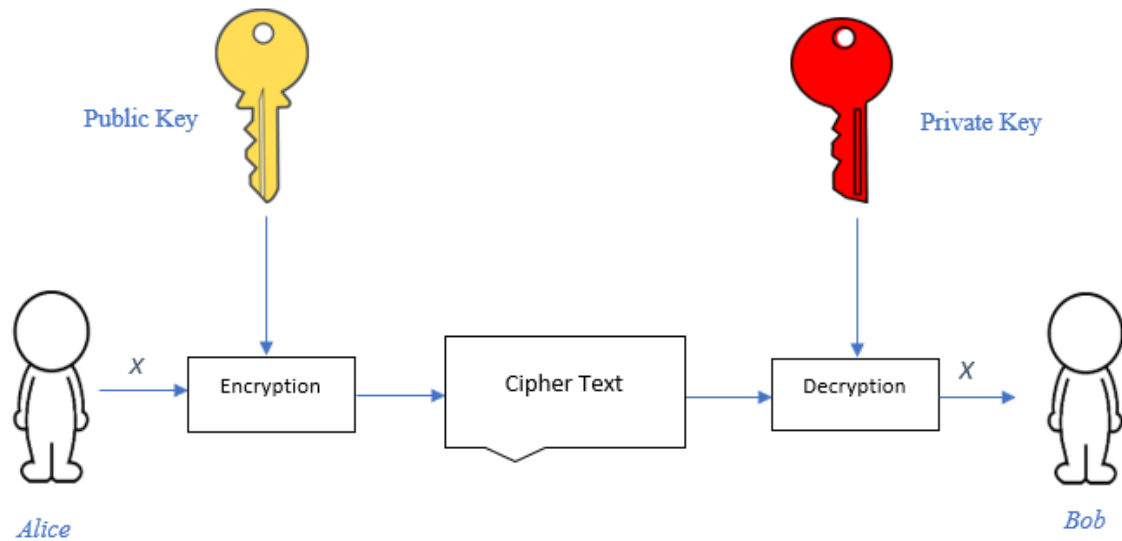 Public Key
Private Key
X
Encryption
Cipher Text
Decryption
X
Alice
Bob